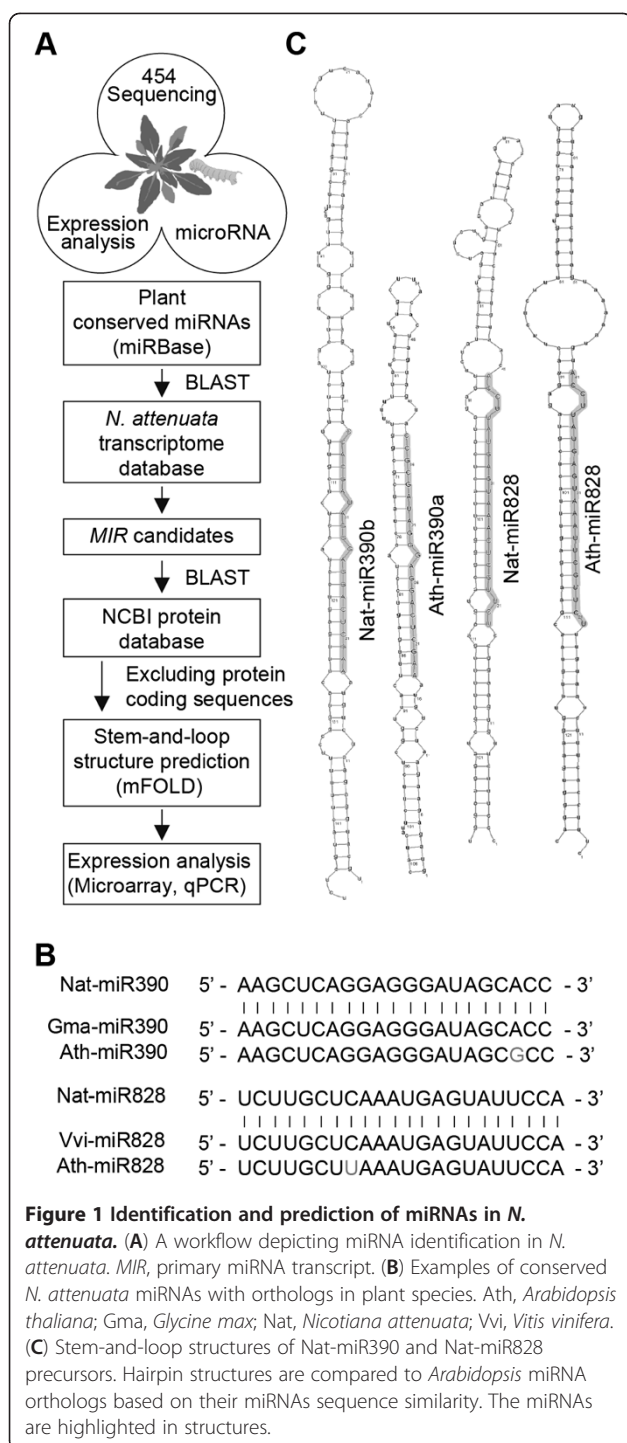 A
454
Sequencing
Expression
analysis
microRNA
Plant
conserved miRNAs
(miRBase)
BLAST
N. attenuata
transcriptome
database
MIR candidates
BLAST
NCBI protein
database
Excluding protein
coding sequences
Stem-and-loop
structure prediction
(mFOLD)
Expression analysis
(Microarray, qPCR)
C
Nat-miR390b
Ath-miR390a
Nat-miR828
Ath-miR828
B
Nat-miR390 5' - AAGCUCAGGAGGGAUAGCACC - 3'
Gma-miR390 5' - AAGCUCAGGAGGGAUAGCACC - 3'
Ath-miR390 5' - AAGCUCAGGAGGGAUAGCGCC - 3'
Nat-miR828 5' - UCUUGCUCAAAUGAGUAUUCCA - 3'
Vvi-miR828 5' - UCUUGCUCAAAUGAGUAUUCCA - 3'
Ath-miR828 5' - UCUUGCUUAAAUGAGUAUUCCA - 3'
Figure 1 Identification and prediction of miRNAs in N.
attenuata. (A) A workflow depicting miRNA identification in N.
attenuata. MIR, primary miRNA transcript. (B) Examples of conserved
N. attenuata miRNAs with orthologs in plant species. Ath, Arabidopsis
thaliana; Gma, Glycine max; Nat, Nicotiana attenuata; Vvi, Vitis vinifera.
(C) Stem-and-loop structures of Nat-miR390 and Nat-miR828
precursors. Hairpin structures are compared to Arabidopsis miRNA
orthologs based on their miRNAs sequence similarity. The miRNAs
are highlighted in structures.